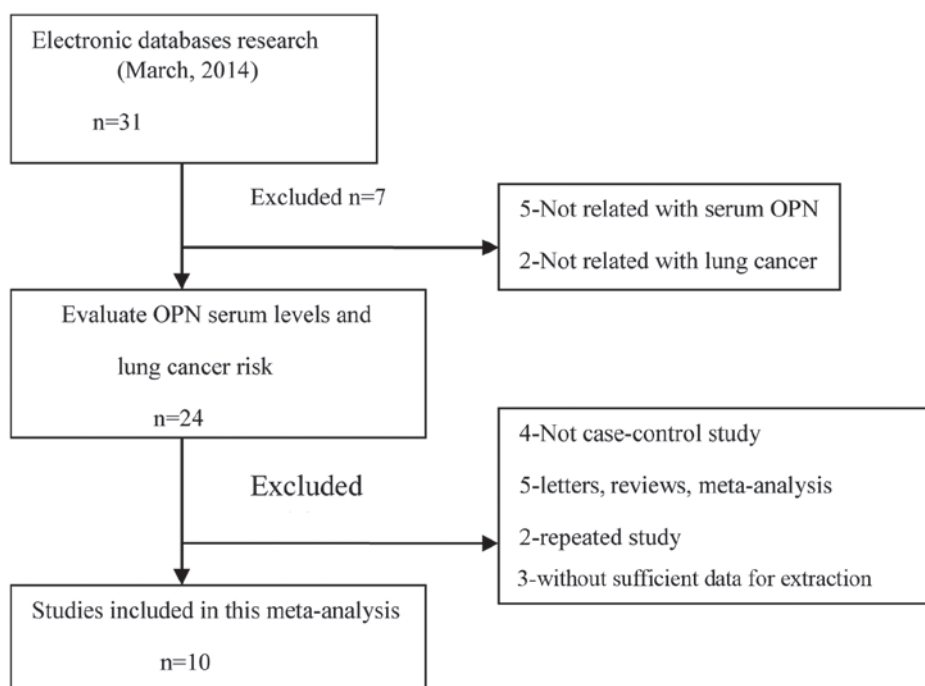 Electronic databases research
(March, 2014)
n=31
Excluded n=7
5-Not related with serum OPN
2-Not related with lung cancer
Evaluate OPN serum levels and
lung cancer risk
n=24
Excluded
4-Not case-control study
5-letters, reviews, meta-analysis
2-repeated study
3-without sufficient data for extraction
Studies included in this meta-analysis
n=10